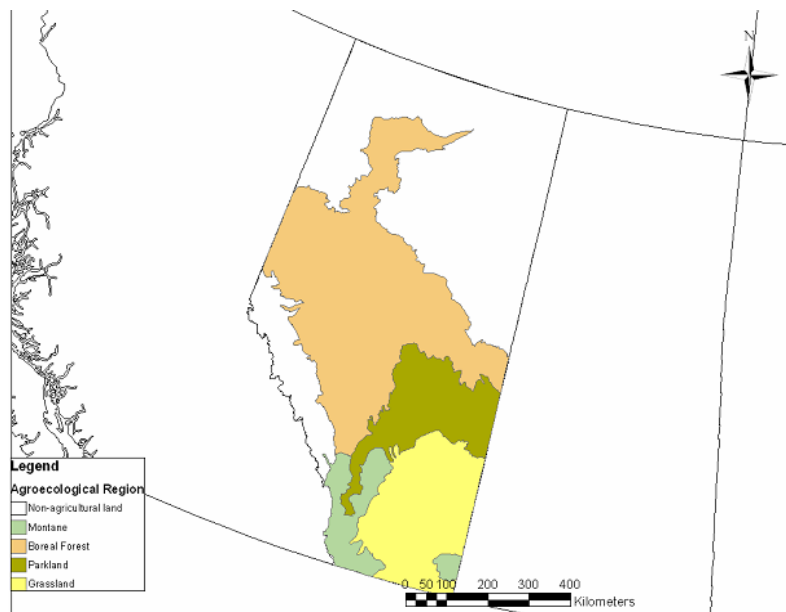 N
Legend
Agroecological Region
Non-agricultural land
Montane
Boreal Forest
Parkland
Grassland
0 50 100 200 300 400
Kilometers